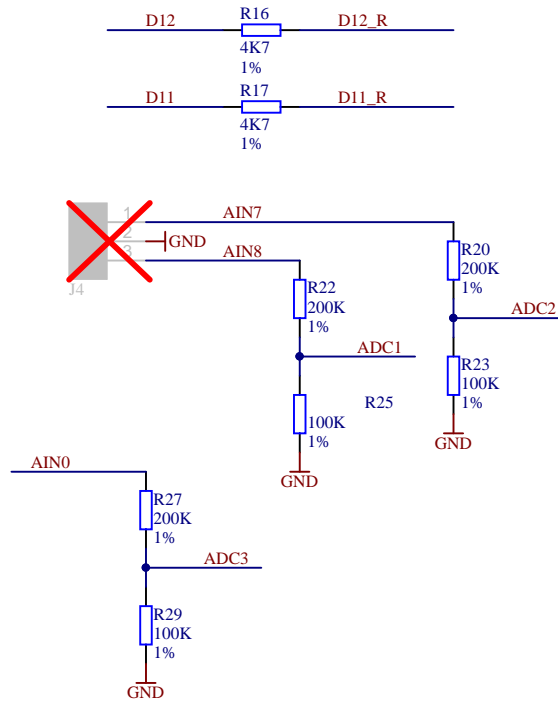 D12 R16 D12_R
4K7
1%
D11 R17 D11_R
4K7
1%
1 AIN7
2 GND
3 AIN8
J4
R20
200K
1%
R22
200K
1%
ADC2
ADC1
R23
100K
1%
R25
100K
1%
GND
GND
AIN0
R27
200K
1%
ADC3
R29
100K
1%
GND